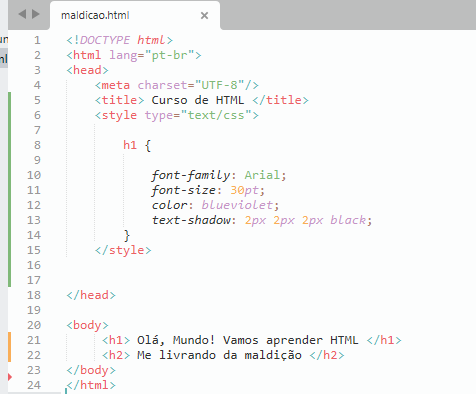 maldicao.html
1 <!DOCTYPE html>
2 <html lang="pt-br">
3 <head>
4 <meta charset="UTF-8"/>
5 <title> Curso de HTML </title>
6 <style type="text/css">
7
8 h1 {
9
10 font-family: Arial;
11 font-size: 30pt;
12 color: blueviolet;
13 text-shadow: 2px 2px 2px black;
14 }
15 </style>
16
17
18 </head>
19
20 <body>
21 <h1> Olá, Mundo! Vamos aprender HTML </h1>
22 <h2> Me livrando da maldição </h2>
23 </body>
24 </html>